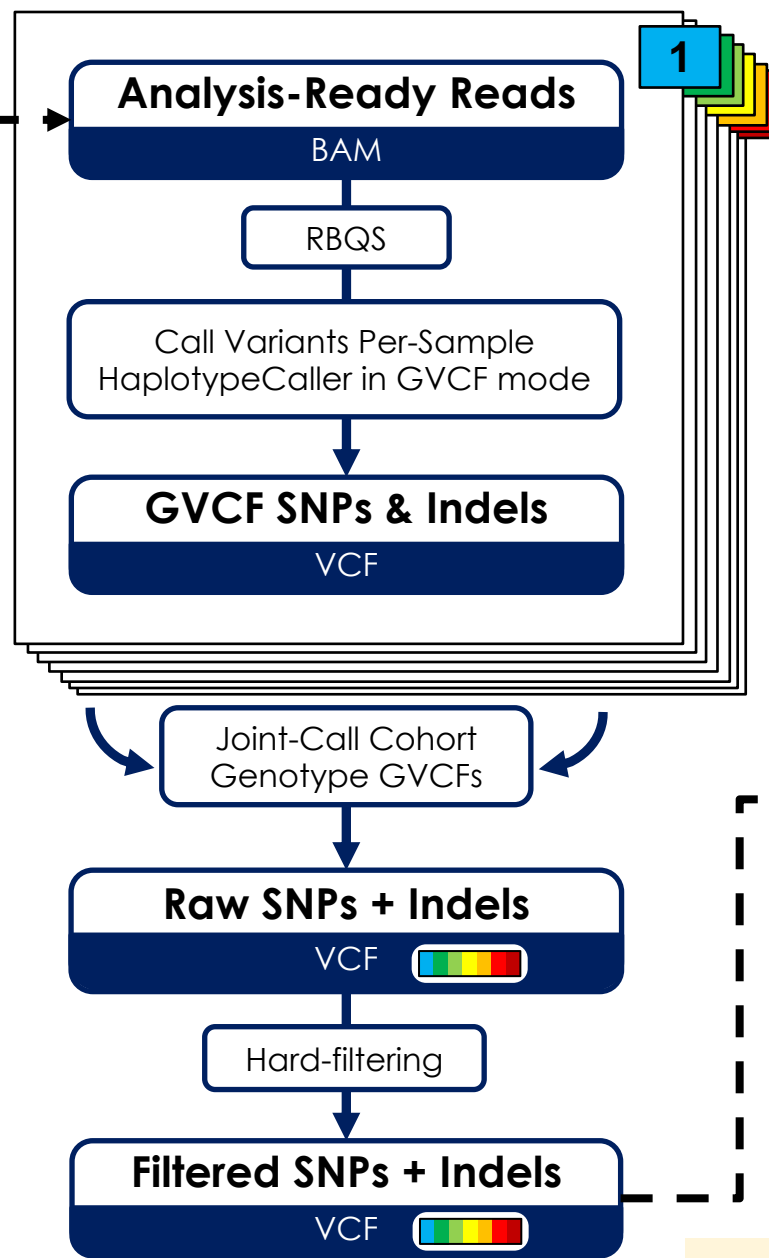 1
Analysis-Ready Reads
BAM
RBQS
Call Variants Per-Sample
HaplotypeCaller in GVCF mode
GVCF SNPs & Indels
VCF
Joint-Call Cohort
Genotype GVCFs
Raw SNPs + Indels
VCF
Hard-filtering
Filtered SNPs + Indels
VCF